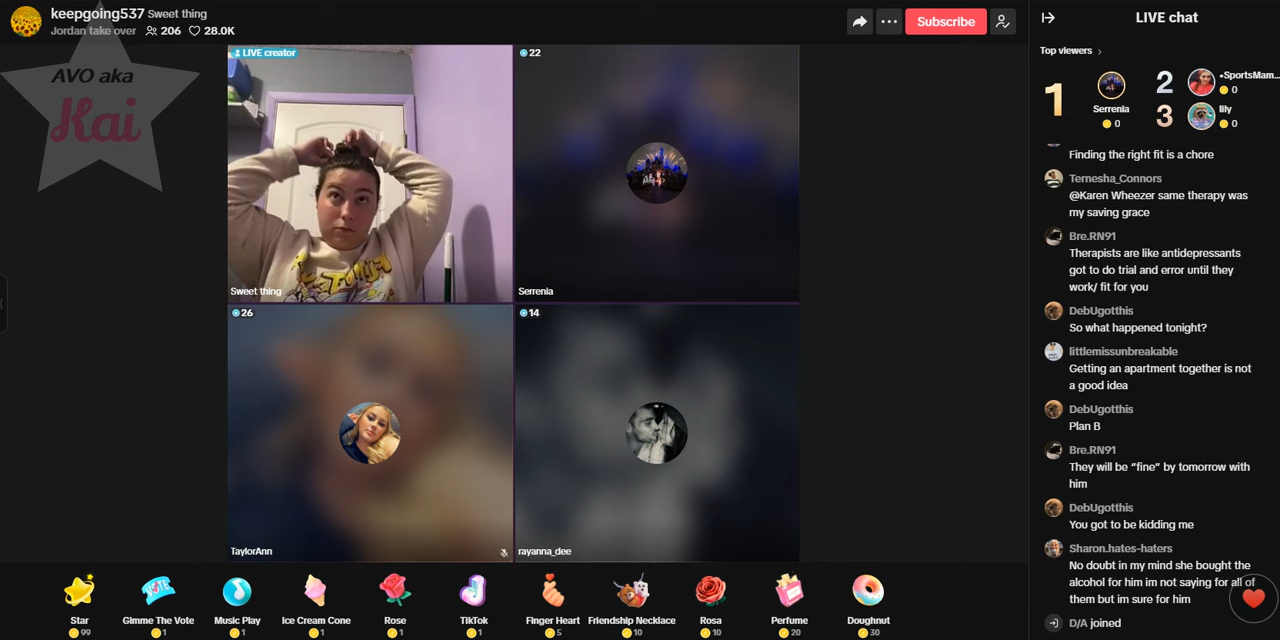 keepgoing537 Sweet thing
Jordan take over 206 28.0K
Subscribe
AVO aka
Kai
LIVE creator
22
Sweet thing
Serrenia
26
14
TaylorAnn
rayanna_dee
Star
99
Gimme The Vote
1
Music Play
1
Ice Cream Cone
1
Rose
1
TikTok
1
Finger Heart
5
Friendship Necklace
10
Rosa
10
Perfume
20
Doughnut
30
LIVE chat
Top viewers
1
Serrenia
0
2
•SportsMam...
0
3
lily
0
Finding the right fit is a chore
Ternesha_Connors
@Karen Wheezer same therapy was
my saving grace
Bre.RN91
Therapists are like antidepressants
got to do trial and error until they
work/ fit for you
DebUgotthis
So what happened tonight?
littlemissunbreakable
Getting an apartment together is not
a good idea
DebUgotthis
Plan B
Bre.RN91
They will be “fine” by tomorrow with
him
DebUgotthis
You got to be kidding me
Sharon.hates-haters
No doubt in my mind she bought the
alcohol for him im not saying for all of
them but im sure for him
D/A joined